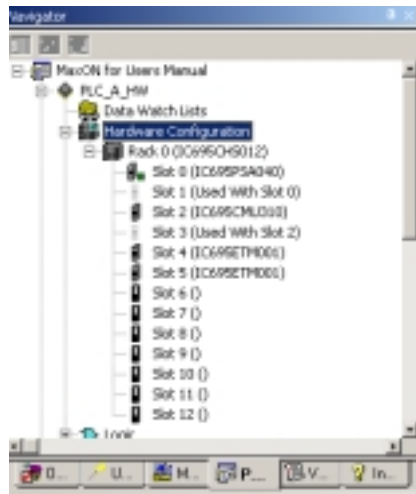 Navigator
MaxON for Users Manual
PLC_A_HW
Data Watch Lists
Hardware Configuration
Rack 0 (IC695CHS012)
Slot 0 (IC695PSA040)
Slot 1 (Used With Slot 0)
Slot 2 (IC695CMU310)
Slot 3 (Used With Slot 2)
Slot 4 (IC695ETM001)
Slot 5 (IC695ETM001)
Slot 6 ()
Slot 7 ()
Slot 8 ()
Slot 9 ()
Slot 10 ()
Slot 11 ()
Slot 12 ()
Logic
O... U... M... P... V... In...